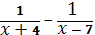 1/(x + 4) − 1/(x − 7)